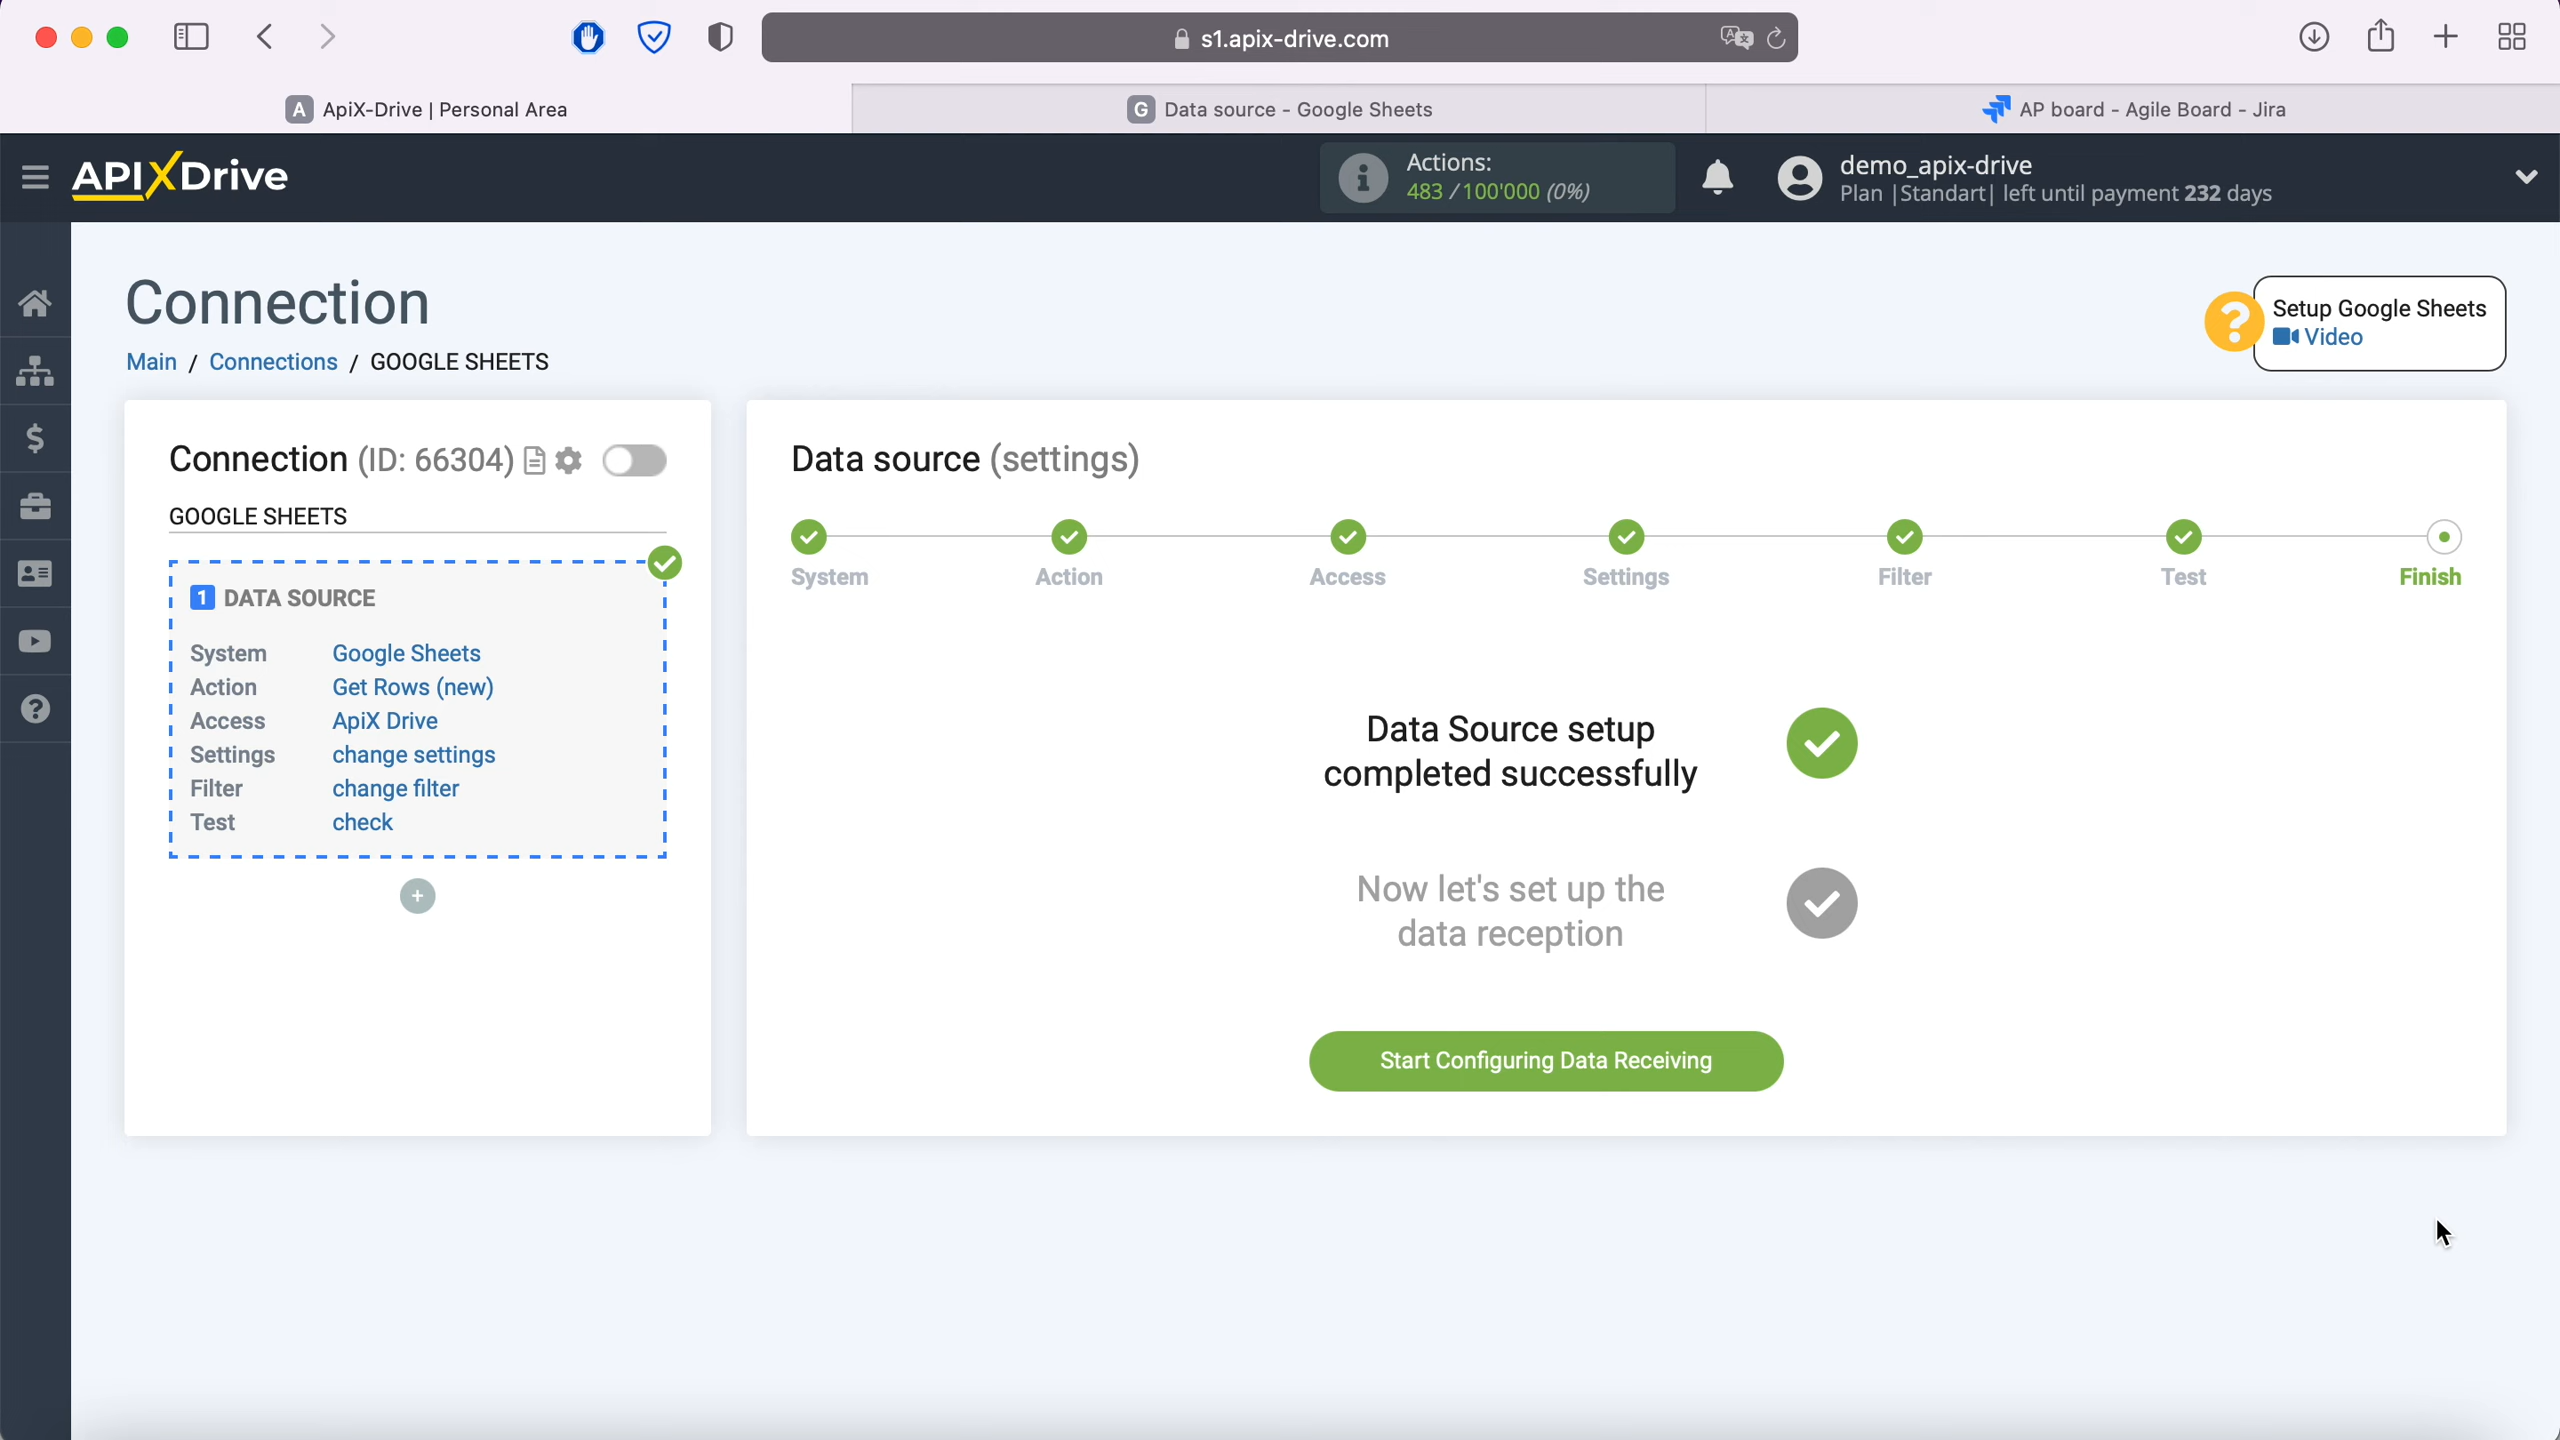 s1.apix-drive.com
A ApiX-Drive | Personal Area
G Data source - Google Sheets
AP board - Agile Board - Jira
APIXDrive
Actions:
483 / 100'000 (0%)
demo_apix-drive
Plan |Standart| left until payment 232 days
Connection
Main / Connections / GOOGLE SHEETS
Setup Google Sheets
Video
Connection (ID: 66304)
GOOGLE SHEETS
1 DATA SOURCE
System Google Sheets
Action Get Rows (new)
Access ApiX Drive
Settings change settings
Filter change filter
Test check
Data source (settings)
System Action Access Settings Filter Test Finish
Data Source setup
completed successfully
Now let's set up the
data reception
Start Configuring Data Receiving